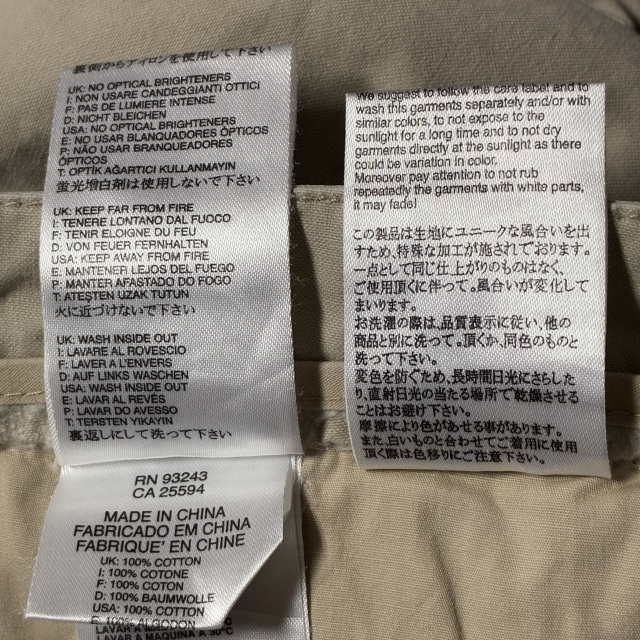 裏側からアイロンを使用して下さい
UK: NO OPTICAL BRIGHTENERS
I: NON USARE CANDEGGIANTI OTTICI
F: PAS DE LUMIERE INTENSE
D: NICHT BLEICHEN
USA: NO OPTICAL BRIGHTENERS
E: NO USAR BLANQUADORES ÓPTICOS
P: NÃO USAR BRANQUEADORES
ÓPTICOS
T: OPTİK AĞARTICI KULLANMAYIN
蛍光増白剤は使用しないで下さい
UK: KEEP FAR FROM FIRE
I: TENERE LONTANO DAL FUOCO
F: TENIR ELOIGNE DU FEU
D: VON FEUER FERNHALTEN
USA: KEEP AWAY FROM FIRE
E: MANTENER LEJOS DEL FUEGO
P: MANTER AFASTADO DO FOGO
T: ATEŞTEN UZAK TUTUN
火に近づけないで下さい
UK: WASH INSIDE OUT
I: LAVARE AL ROVESCIO
F: LAVER A L'ENVERS
D: AUF LINKS WASCHEN
USA: WASH INSIDE OUT
E: LAVAR AL REVÉS
P: LAVAR DO AVESSO
T: TERSTEN YIKAYIN
裏返しにして洗って下さい
RN 93243
CA 25594
MADE IN CHINA
FABRICADO EM CHINA
FABRIQUE' EN CHINE
UK: 100% COTTON
I: 100% COTONE
F: 100% COTON
D: 100% BAUMWOLLE
USA: 100% COTTON
E: 100% ALGODON
LAVAR A MAQUINA A 30°C
We suggest to follow the care label and to
wash this garments separately and/or with
similar colors, to not expose to the
sunlight for a long time and to not dry
garments directly at the sunlight as there
could be variation in color.
Moreover pay attention to not rub
repeatedly the garments with white parts,
it may fade!
この製品は生地にユニークな風合いを出
すため、特殊な加工が施されております。
一点として同じ仕上がりのものはなく、
ご使用頂くに伴って。風合いが変化して
まいります。
お洗濯の際は、品質表示に従い、他の
商品と別に洗って。頂くか、同色のものと
洗って下さい。
変色を防ぐため、長時間日光にさらした
り、直射日光の当たる場所で乾燥させる
ことはお避け下さい。
摩擦により色があせる事があります。
また、白いものと合わせてご着用に使用
頂く際は色移りにご注意下さい。